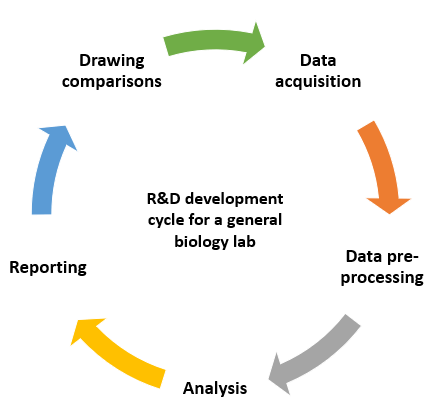 Drawing
comparisons
Data
acquisition
R&D development
cycle for a general
biology lab
Data pre-
processing
Reporting
Analysis